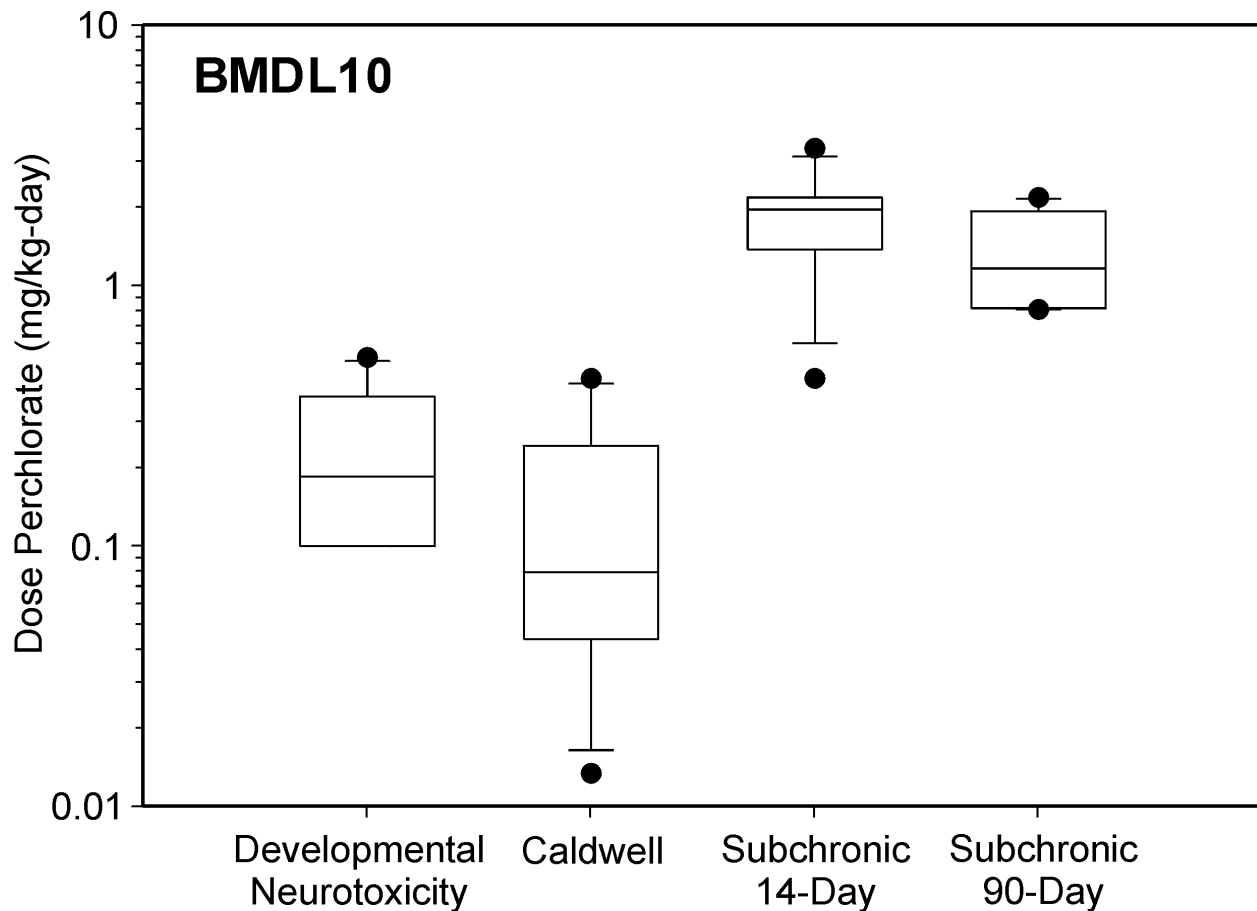 10
BMDL10
1
0.1
0.01
Dose Perchlorate (mg/kg-day)
Developmental
Neurotoxicity
Caldwell
Subchronic
14-Day
Subchronic
90-Day